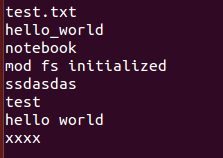 test.txt
hello_world
notebook
mod fs initialized
ssdasdas
test
hello world
xxxx